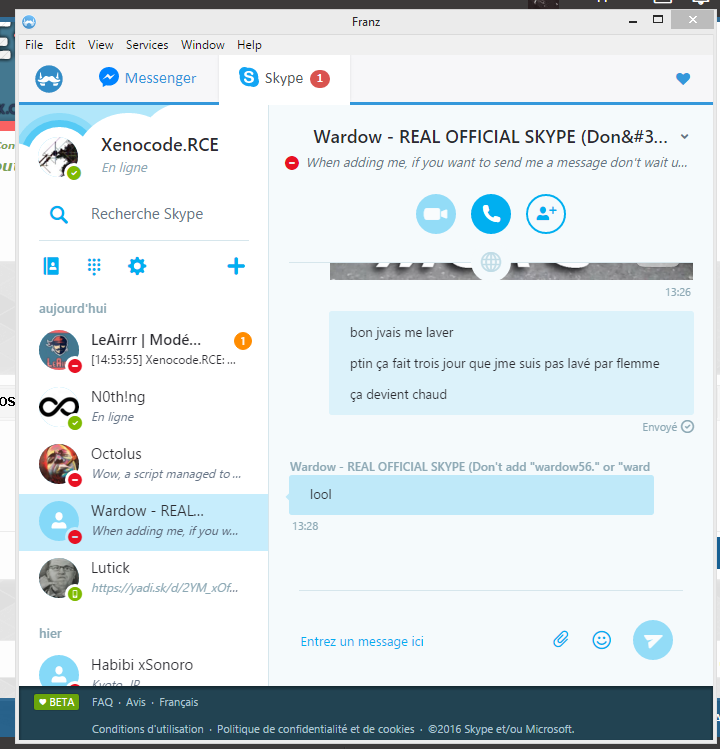 Franz
File Edit View Services Window Help
Messenger Skype 1
Xenocode.RCE
En ligne
Recherche Skype
aujourd'hui
LeAirrr | Modé... 1
[14:53:55] Xenocode.RCE: ...
N0th!ng
En ligne
Octolus
Wow, a script managed to ...
Wardow - REAL...
When adding me, if you w...
Lutick
https://yadi.sk/d/2YM_xOf...
hier
Habibi xSonoro
Kyoto, JP
Wardow - REAL OFFICIAL SKYPE (Don&#3...
When adding me, if you want to send me a message don't wait u...
13:26
bon jvais me laver
ptin ça fait trois jour que jme suis pas lavé par flemme
ça devient chaud
Envoyé
Wardow - REAL OFFICIAL SKYPE (Don't add "wardow56." or "ward
lool
13:28
Entrez un message ici
BETA FAQ · Avis · Français
Conditions d'utilisation · Politique de confidentialité et de cookies · ©2016 Skype et/ou Microsoft.